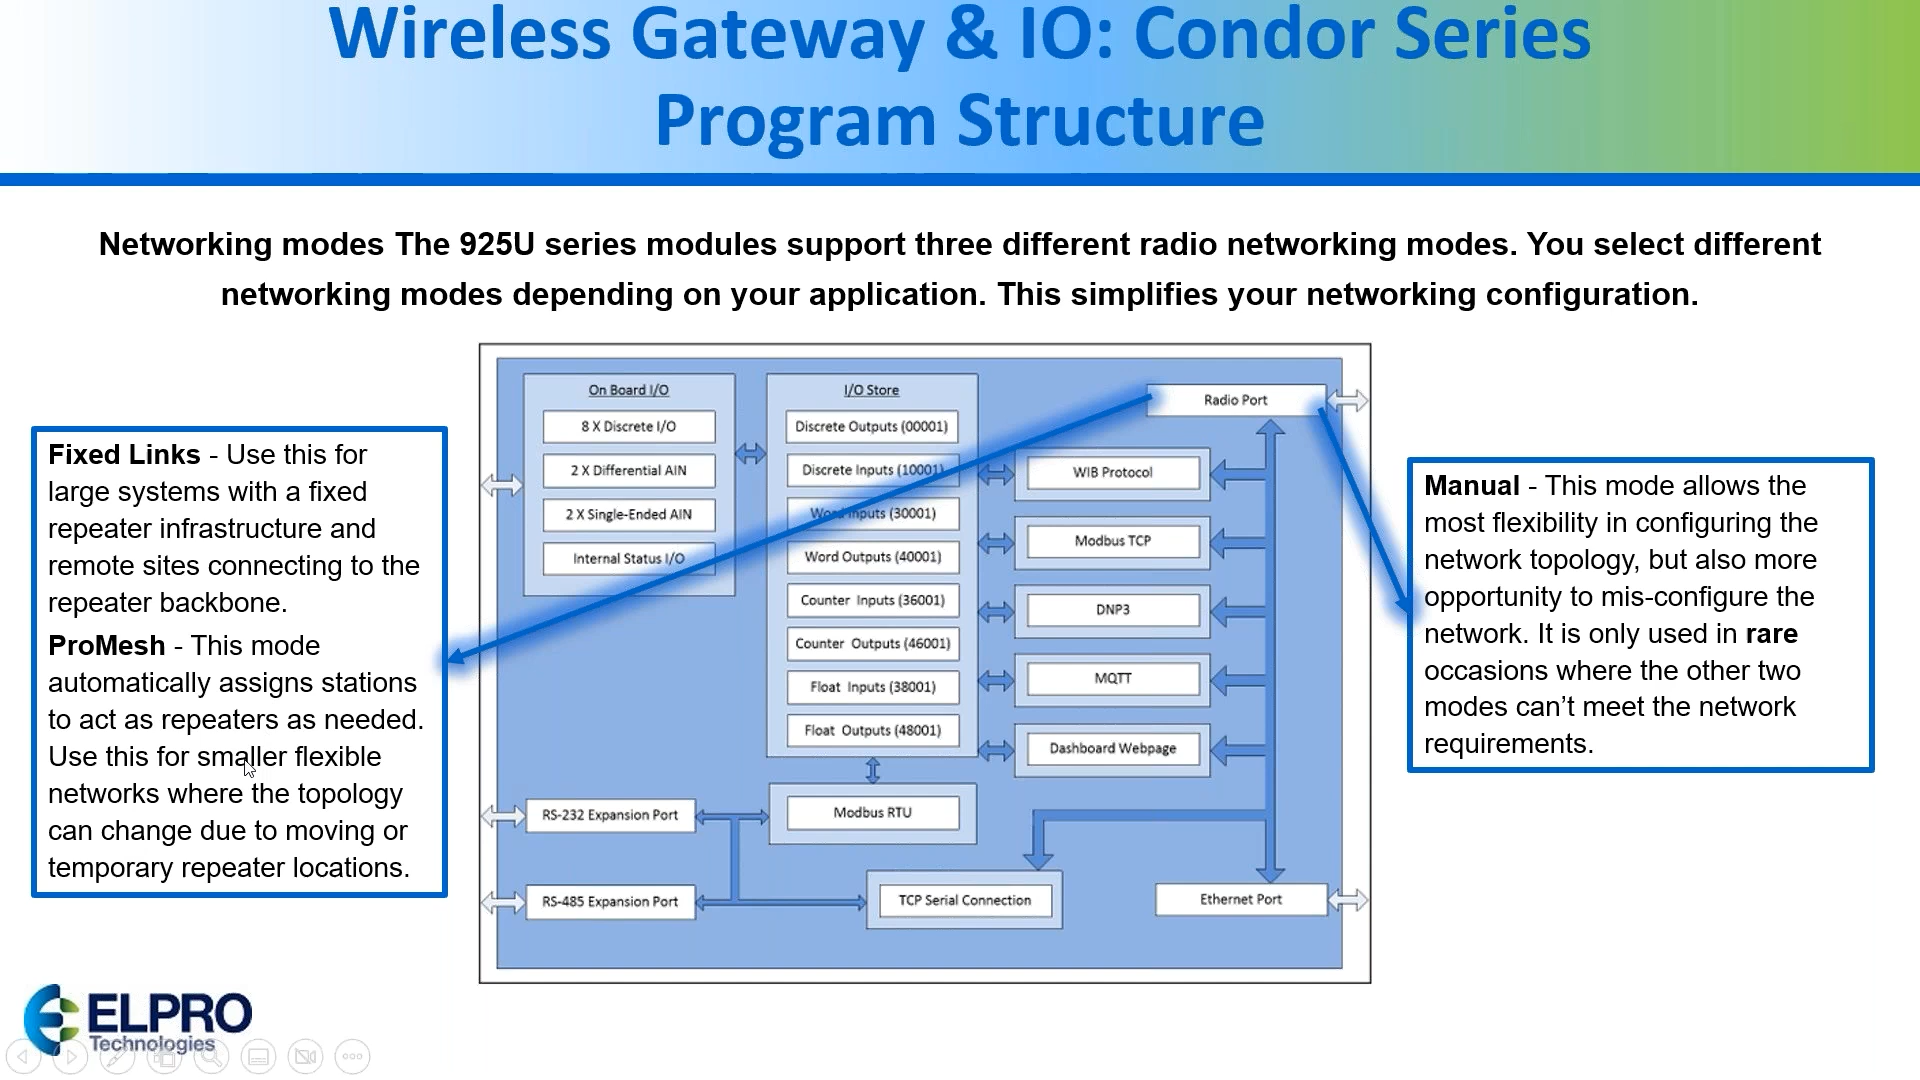 Wireless Gateway & IO: Condor Series
Program Structure
Networking modes The 925U series modules support three different radio networking modes. You select different
networking modes depending on your application. This simplifies your networking configuration.
Fixed Links - Use this for
large systems with a fixed
repeater infrastructure and
remote sites connecting to the
repeater backbone.
ProMesh - This mode
automatically assigns stations
to act as repeaters as needed.
Use this for smaller flexible
networks where the topology
can change due to moving or
temporary repeater locations.
On Board I/O
8 X Discrete I/O
2 X Differential AIN
2 X Single-Ended AIN
Internal Status I/O
I/O Store
Discrete Outputs (00001)
Discrete Inputs (10001)
Word Inputs (30001)
Word Outputs (40001)
Counter Inputs (36001)
Counter Outputs (46001)
Float Inputs (38001)
Float Outputs (48001)
Radio Port
WIB Protocol
Modbus TCP
DNP3
MQTT
Dashboard Webpage
RS-232 Expansion Port
Modbus RTU
RS-485 Expansion Port
TCP Serial Connection
Ethernet Port
Manual - This mode allows the
most flexibility in configuring the
network topology, but also more
opportunity to mis-configure the
network. It is only used in rare
occasions where the other two
modes can’t meet the network
requirements.
ELPRO
Technologies